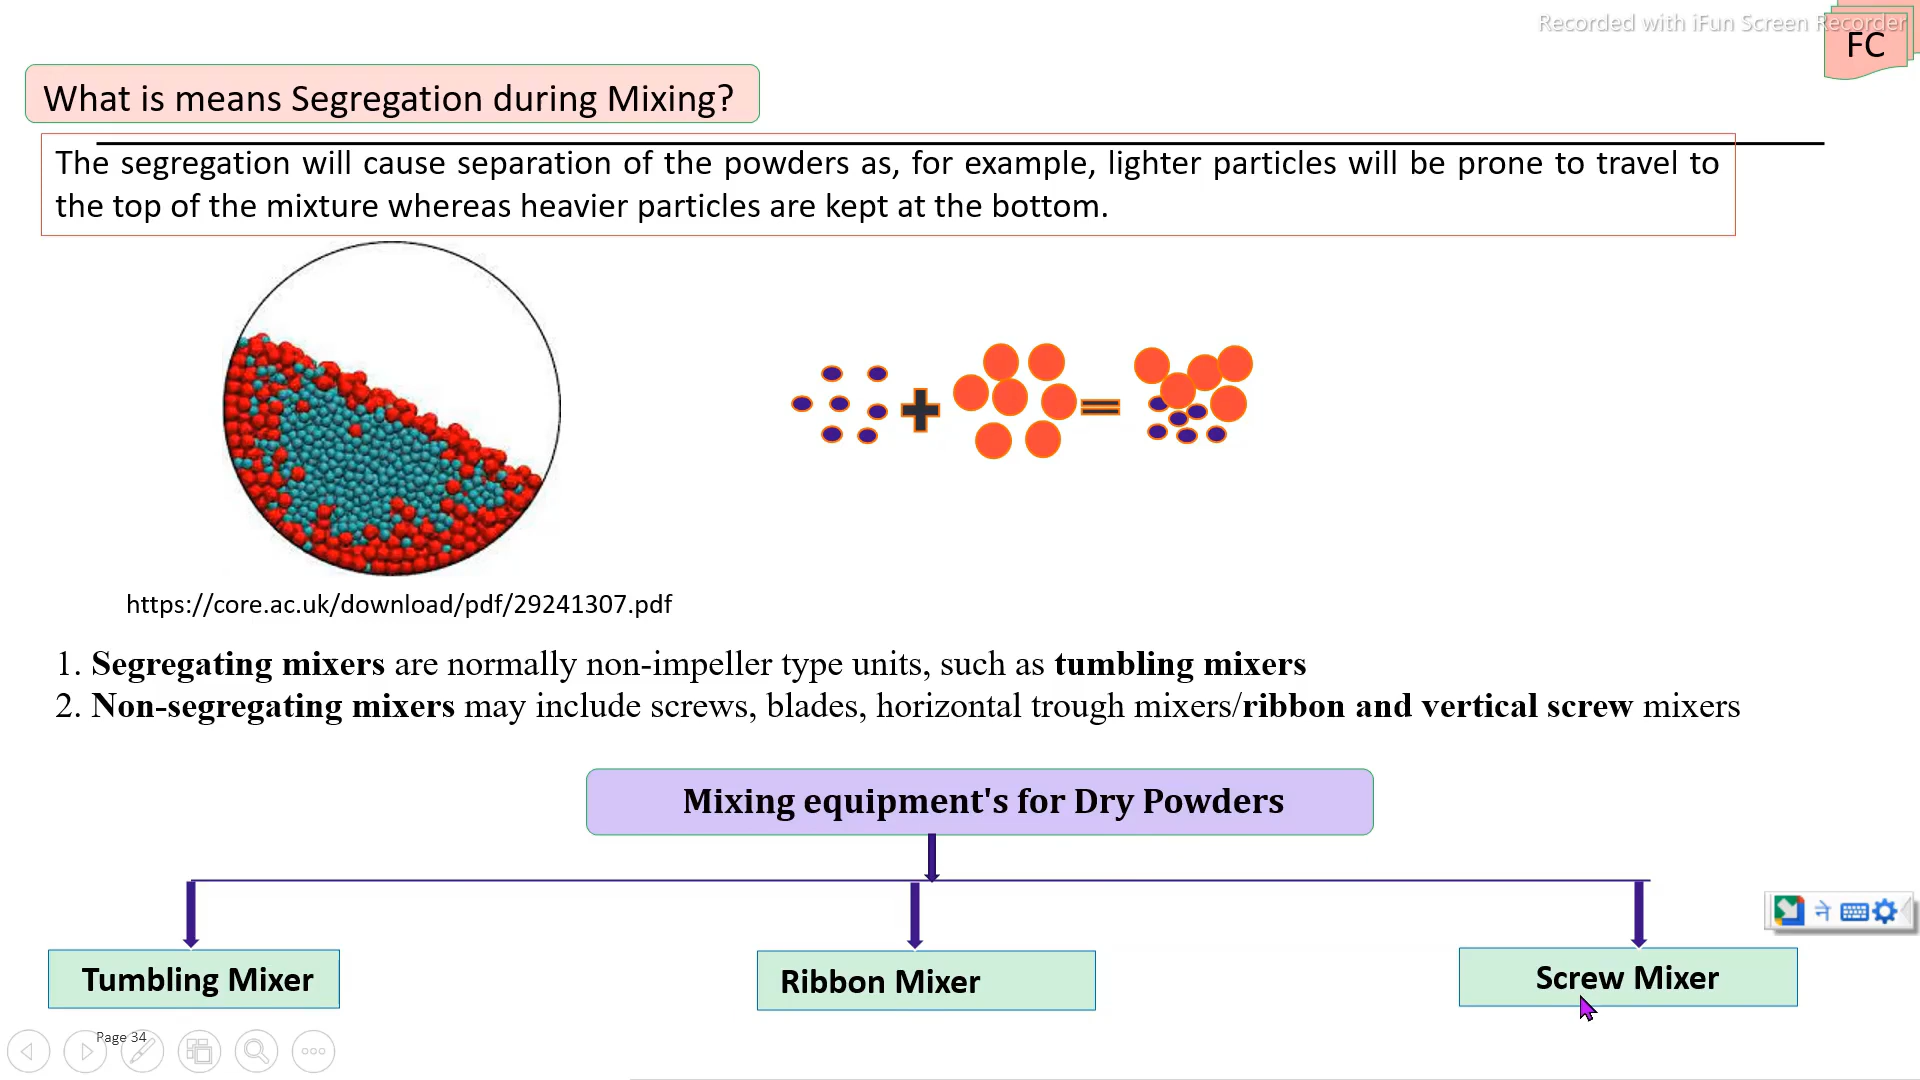 Recorded with iFun Screen Recorder
FC
What is means Segregation during Mixing?
The segregation will cause separation of the powders as, for example, lighter particles will be prone to travel to
the top of the mixture whereas heavier particles are kept at the bottom.
https://core.ac.uk/download/pdf/29241307.pdf
1. Segregating mixers are normally non-impeller type units, such as tumbling mixers
2. Non-segregating mixers may include screws, blades, horizontal trough mixers/ribbon and vertical screw mixers
Mixing equipment's for Dry Powders
Tumbling Mixer
Ribbon Mixer
Screw Mixer
ने
Page 34